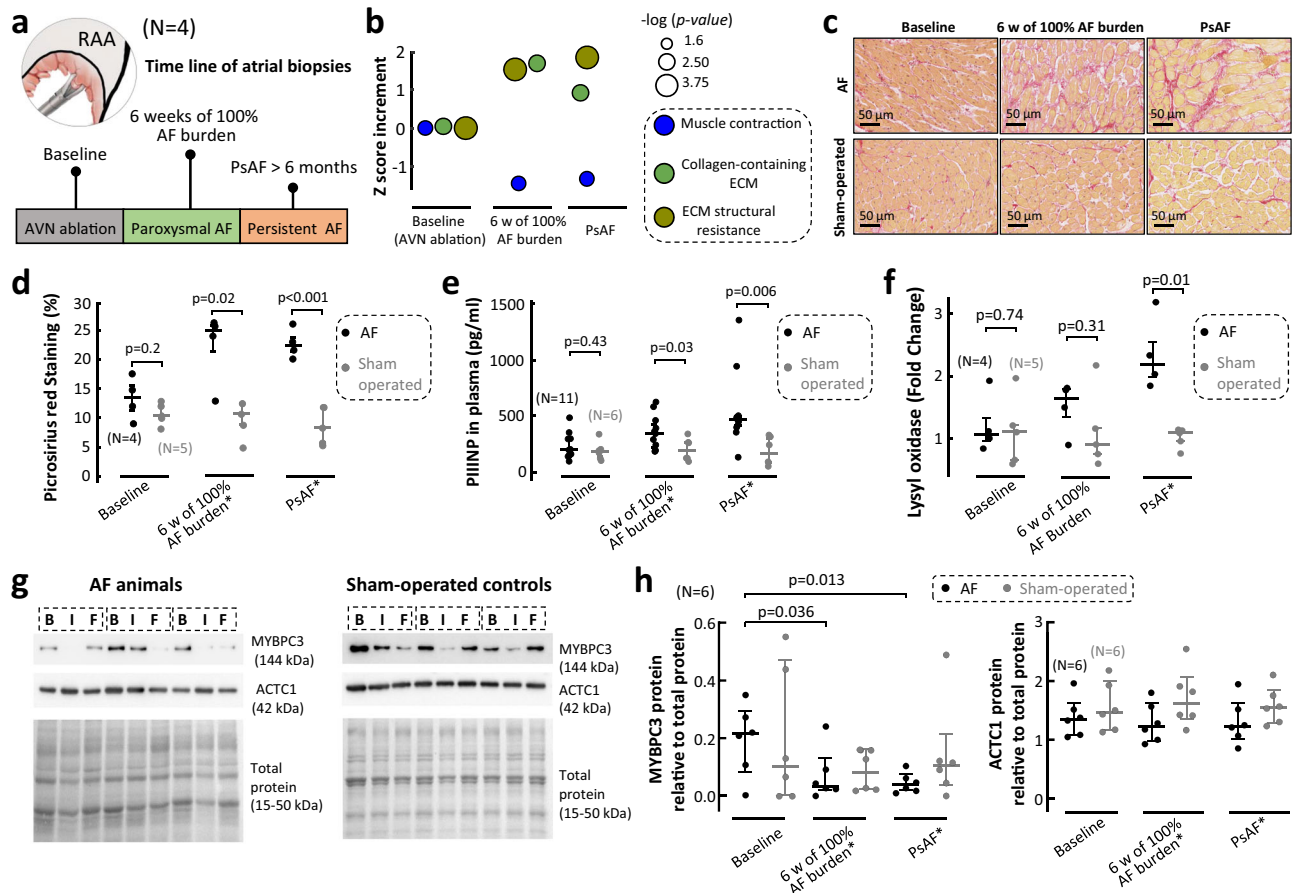 a
RAA
(N=4)
Time line of atrial biopsies
6 weeks of 100%
AF burden
Baseline
PsAF > 6 months
AVN ablation
Paroxysmal AF
Persistent AF
b
-log (p-value)
1.6
2.50
3.75
Z score increment
2
1
0
-1
Muscle contraction
Collagen-containing
ECM
ECM structural
resistance
Baseline
(AVN ablation)
6 w of 100%
AF burden
PsAF
c
Baseline
6 w of 100% AF burden
PsAF
AF
50 µm
50 µm
50 µm
Sham-operated
50 µm
50 µm
50 µm
d
Picrosirius red Staining (%)
30
25
20
15
10
5
0
p=0.2
p=0.02
p<0.001
(N=4)
(N=5)
AF
Sham
operated
Baseline
6 w of 100%
AF burden*
PsAF*
e
PIIINP in plasma (pg/ml)
1500
1000
500
0
p=0.43
p=0.03
p=0.006
(N=11)
(N=6)
AF
Sham
operated
Baseline
6 w of 100%
AF burden*
PsAF*
f
Lysyl oxidase (Fold Change)
3
2
1
p=0.74
p=0.31
p=0.01
(N=4)
(N=5)
AF
Sham
operated
Baseline
6 w of 100%
AF Burden
PsAF*
g
AF animals
B I F B I F B I F
MYBPC3
(144 kDa)
ACTC1
(42 kDa)
Total
protein
(15-50 kDa)
Sham-operated controls
B I F B I F B I F
MYBPC3
(144 kDa)
ACTC1
(42 kDa)
Total
protein
(15-50 kDa)
h
(N=6)
p=0.013
p=0.036
AF
Sham-operated
MYBPC3 protein
relative to total protein
0.6
0.4
0.2
0.0
Baseline
6 w of 100%
AF burden*
PsAF*
ACTC1 protein
relative to total protein
3
2
1
0
(N=6)
(N=6)
Baseline
6 w of 100%
AF burden*
PsAF*